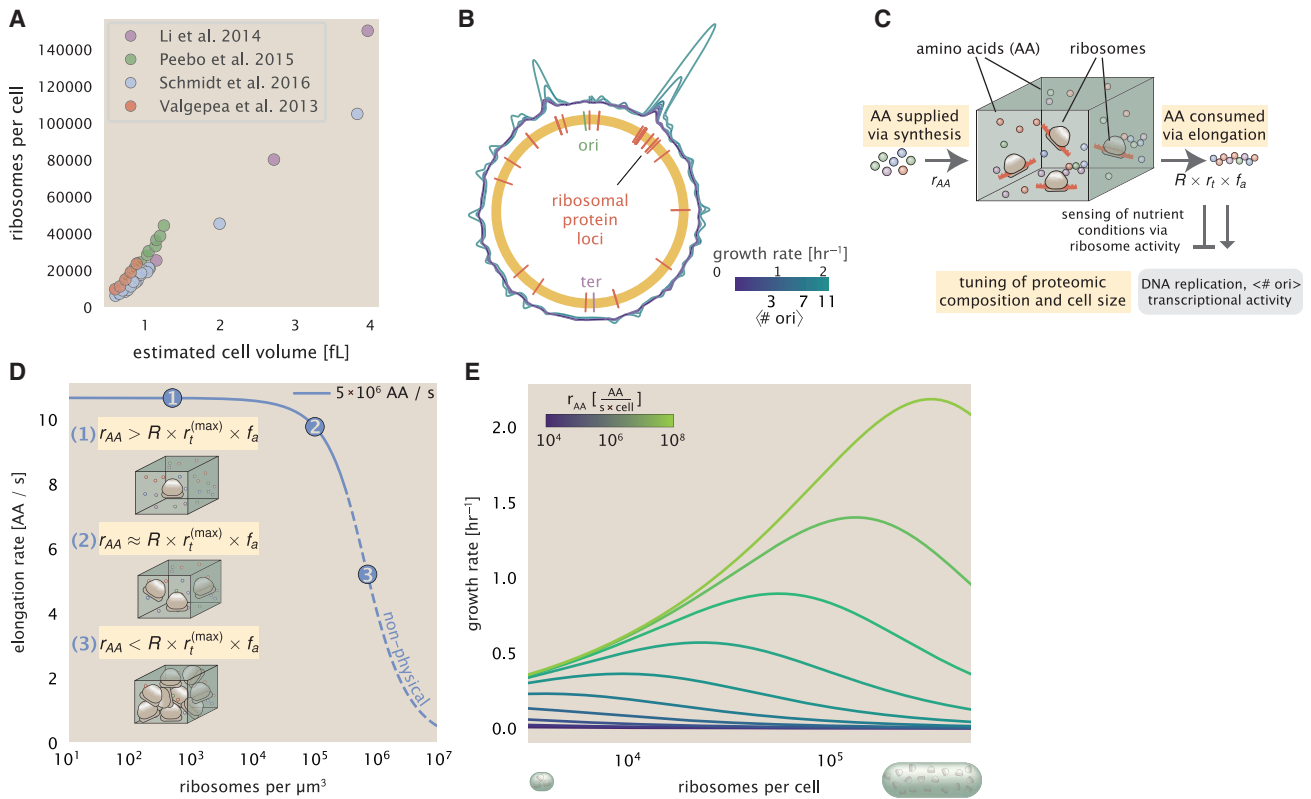 A
ribosomes per cell
140000
120000
100000
80000
60000
40000
20000
0
Li et al. 2014
Peebo et al. 2015
Schmidt et al. 2016
Valgepea et al. 2013
1
2
3
4
estimated cell volume [fL]
B
ori
ribosomal
protein
loci
ter
growth rate [hr⁻¹]
0 1 2
3 7 11
⟨# ori⟩
C
amino acids (AA)
ribosomes
AA supplied
via synthesis
r_AA
AA consumed
via elongation
R × r_t × f_a
sensing of nutrient
conditions via
ribosome activity
tuning of proteomic
composition and cell size
DNA replication, <# ori>
transcriptional activity
D
elongation rate [AA / s]
10
8
6
4
2
0
5×10⁶ AA / s
1
2
3
(1) r_AA > R × r_t^(max) × f_a
(2) r_AA ≈ R × r_t^(max) × f_a
(3) r_AA < R × r_t^(max) × f_a
non-physical
10¹ 10² 10³ 10⁴ 10⁵ 10⁶ 10⁷
ribosomes per µm³
E
r_AA [AA / s × cell]
10⁴ 10⁶ 10⁸
growth rate [hr⁻¹]
2.0
1.5
1.0
0.5
0.0
10⁴ 10⁵
ribosomes per cell